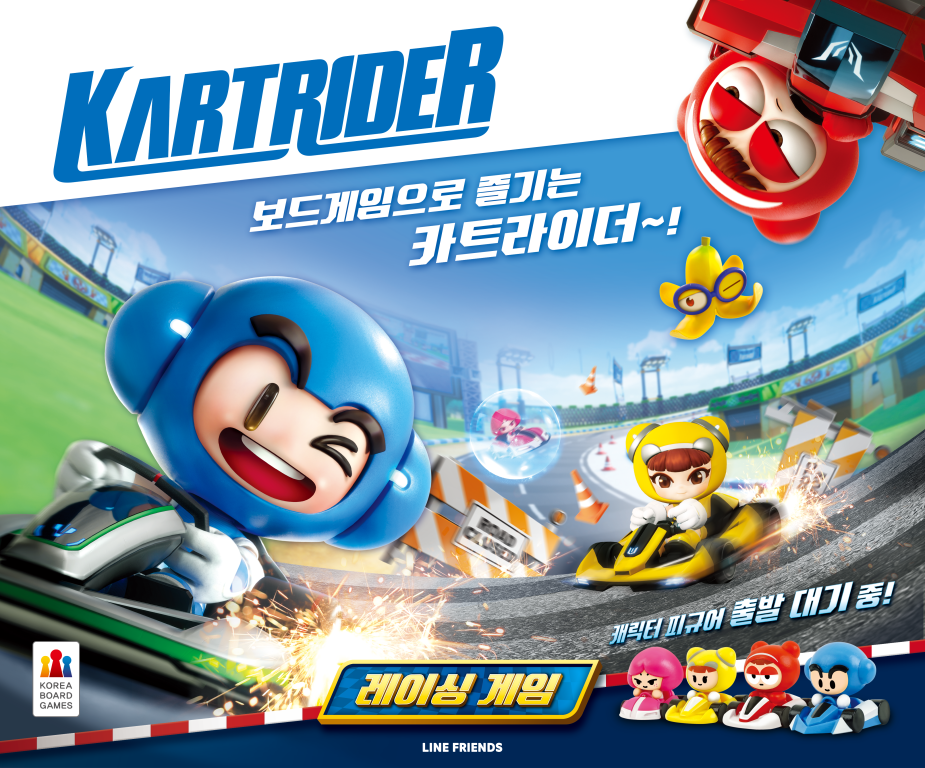 KARTRIDER
보드게임으로 즐기는
카트라이더~!
ROAD
CLOSED
캐릭터 피규어 출발 대기 중!
KOREA
BOARD
GAMES
레이싱 게임
LINE FRIENDS